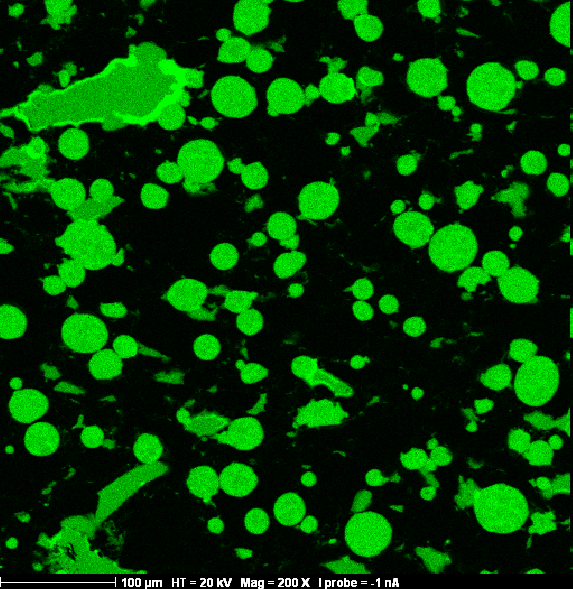 100 µm HT = 20 kV Mag = 200 X I probe = -1 nA